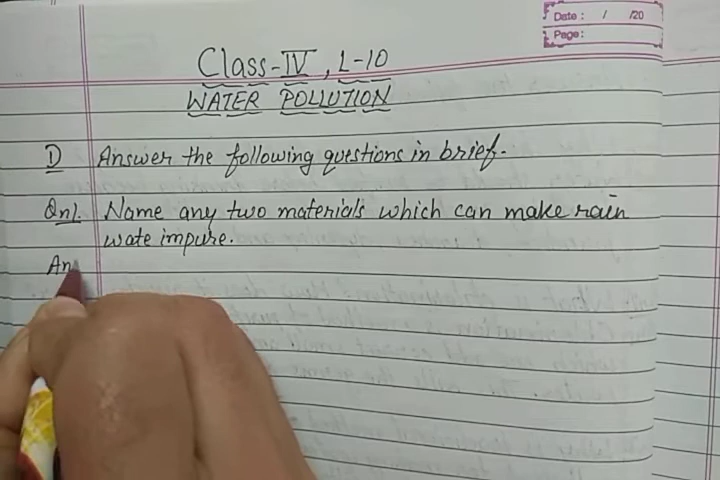 Date : / /20
Page :
Class-IV, L-10
WATER POLLUTION
D Answer the following questions in brief.
Qn1. Name any two materials which can make rain
wate impure.
An